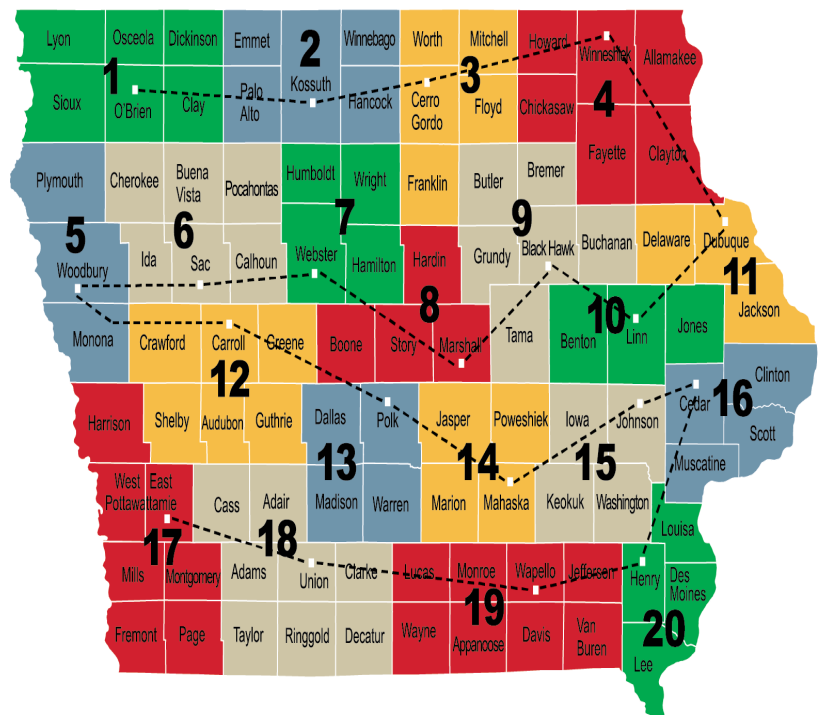 Lyon
Osceola
Dickinson
Emmet
2
Winnebago
Worth
Mitchell
Howard
Winneshiek
Allamakee
1
Kossuth
3
Sioux
O'Brien
Clay
Palo
Alto
Hancock
Cerro
Gordo
Floyd
Chickasaw
4
Plymouth
Cherokee
Buena
Vista
Pocahontas
Humboldt
Wright
Franklin
Butler
Bremer
Fayette
Clayton
5
6
7
9
Woodbury
Ida
Sac
Calhoun
Webster
Hamilton
Hardin
Grundy
Black Hawk
Buchanan
Delaware
Dubuque
11
8
10
Monona
Crawford
Carroll
Greene
Boone
Story
Marshall
Tama
Benton
Linn
Jones
Jackson
12
Harrison
Shelby
Audubon
Guthrie
Dallas
Polk
Jasper
Poweshiek
Iowa
Johnson
Cedar
16
Clinton
Scott
13
14
15
Muscatine
West
Pottawattamie
East
Cass
Adair
Madison
Warren
Marion
Mahaska
Keokuk
Washington
Louisa
17
18
Mills
Montgomery
Adams
Union
Clarke
Lucas
Monroe
Wapello
Jefferson
Henry
Des
Moines
19
20
Fremont
Page
Taylor
Ringgold
Decatur
Wayne
Appanoose
Davis
Van
Buren
Lee